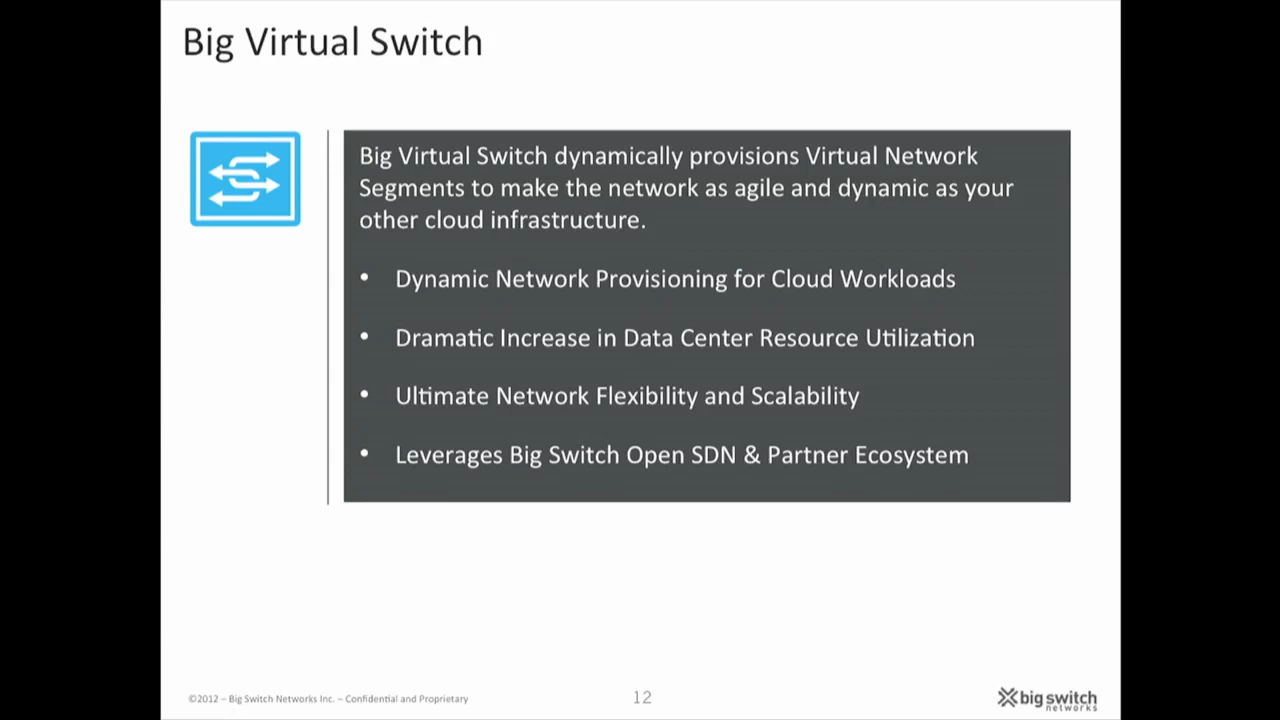 Big Virtual Switch
Big Virtual Switch dynamically provisions Virtual Network
Segments to make the network as agile and dynamic as your
other cloud infrastructure.
• Dynamic Network Provisioning for Cloud Workloads
• Dramatic Increase in Data Center Resource Utilization
• Ultimate Network Flexibility and Scalability
• Leverages Big Switch Open SDN & Partner Ecosystem
©2012 – Big Switch Networks Inc. – Confidential and Proprietary
12
big switch
networks